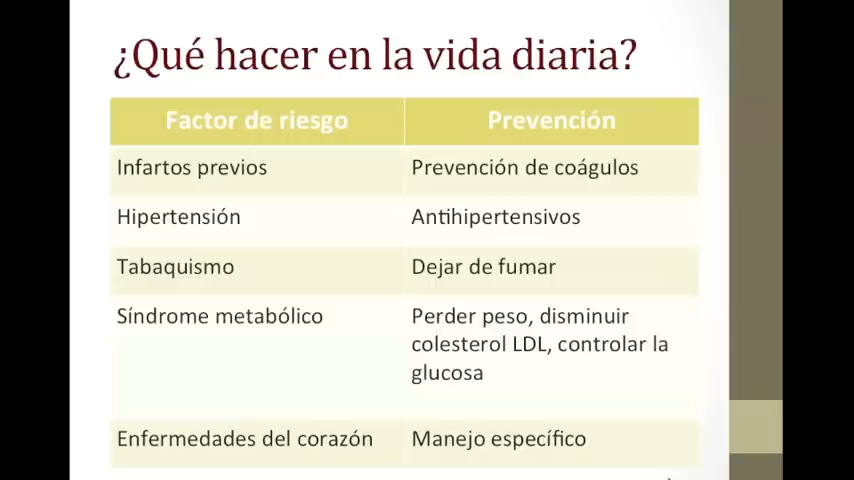 ¿Qué hacer en la vida diaria?
Factor de riesgo Prevención
Infartos previos Prevención de coágulos
Hipertensión Antihipertensivos
Tabaquismo Dejar de fumar
Síndrome metabólico Perder peso, disminuir
colesterol LDL, controlar la
glucosa
Enfermedades del corazón Manejo específico